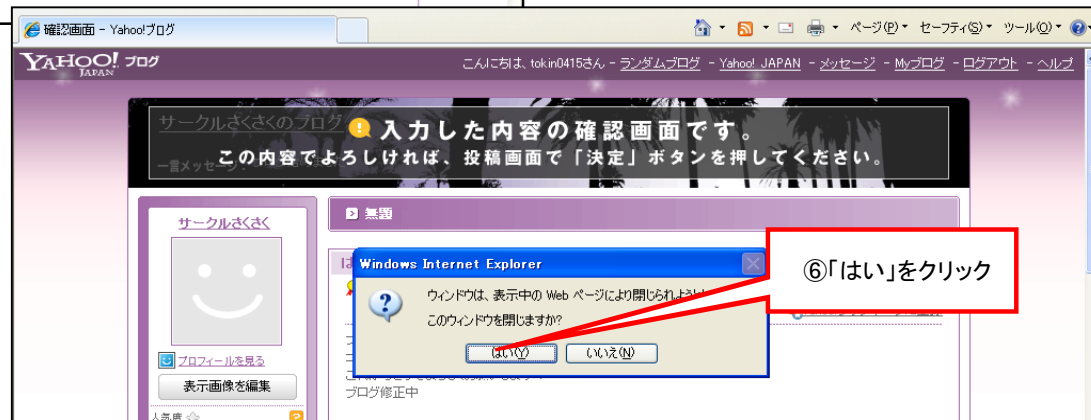 確認画面 - Yahoo!ブログ
ページ(P) セーフティ(S) ツール(O)
YAHOO! ブログ
JAPAN
こんにちは、tokin0415さん - ランダムブログ - Yahoo! JAPAN - メッセージ - Myブログ - ログアウト - ヘルプ
サークルさくさくのブログ
入力した内容の確認画面です。
一言メッセージ:
この内容でよろしければ、投稿画面で「決定」ボタンを押してください。
サークルさくさく
無題
Windows Internet Explorer
⑥「はい」をクリック
ウィンドウは、表示中の Web ページにより閉じられようと
このウィンドウを閉じますか?
はい(Y) いいえ(N)
プロフィールを見る
表示画像を編集
ブログ修正中
人気度